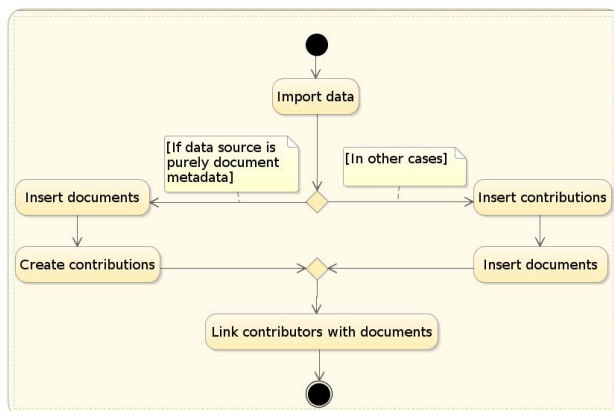 Import data
[If data source is
purely document
metadata]
[In other cases]
Insert documents
Insert contributions
Create contributions
Insert documents
Link contributors with documents